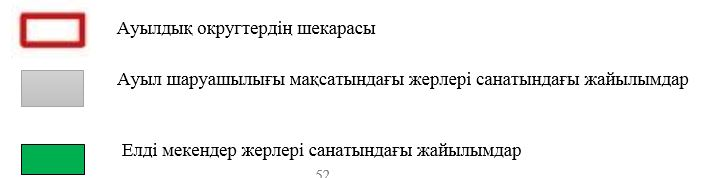 Ауылдық округтердің шекарасы
Ауыл шаруашылығы мақсатындағы жерлері санатындағы жайылымдар
Елді мекендер жерлері санатындағы жайылымдар
52